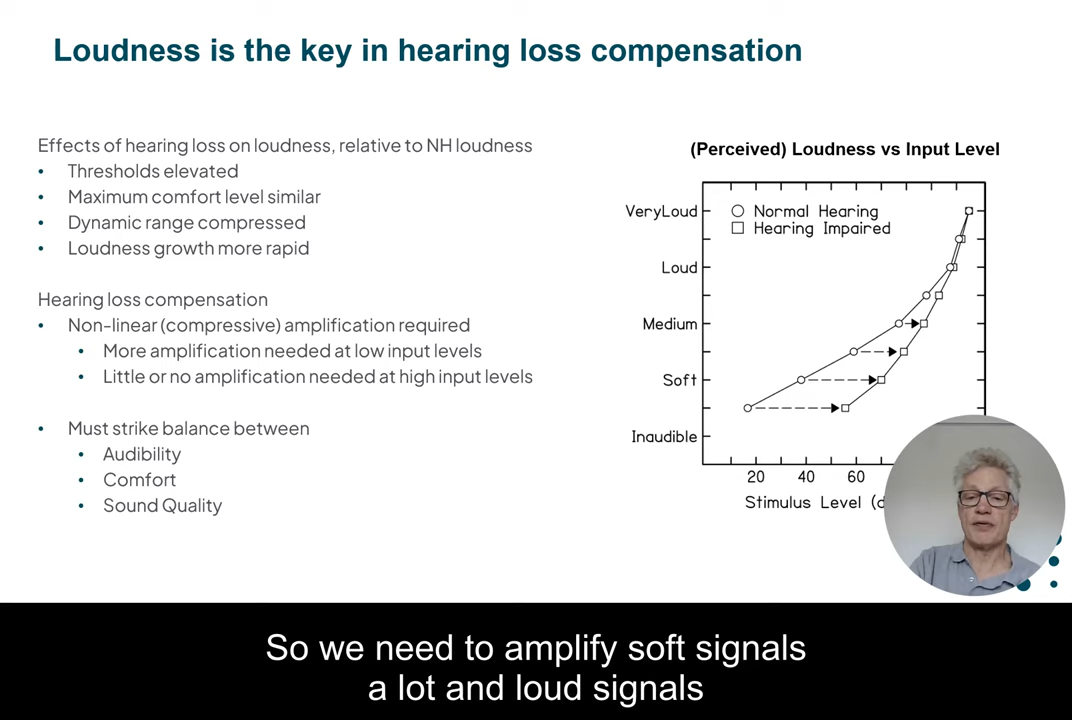 Loudness is the key in hearing loss compensation
Effects of hearing loss on loudness, relative to NH loudness
• Thresholds elevated
• Maximum comfort level similar
• Dynamic range compressed
• Loudness growth more rapid
Hearing loss compensation
• Non-linear (compressive) amplification required
• More amplification needed at low input levels
• Little or no amplification needed at high input levels
• Must strike balance between
• Audibility
• Comfort
• Sound Quality
(Perceived) Loudness vs Input Level
VeryLoud
Normal Hearing
Hearing Impaired
Loud
Medium
Soft
Inaudible
20 40 60
Stimulus Level
So we need to amplify soft signals
a lot and loud signals